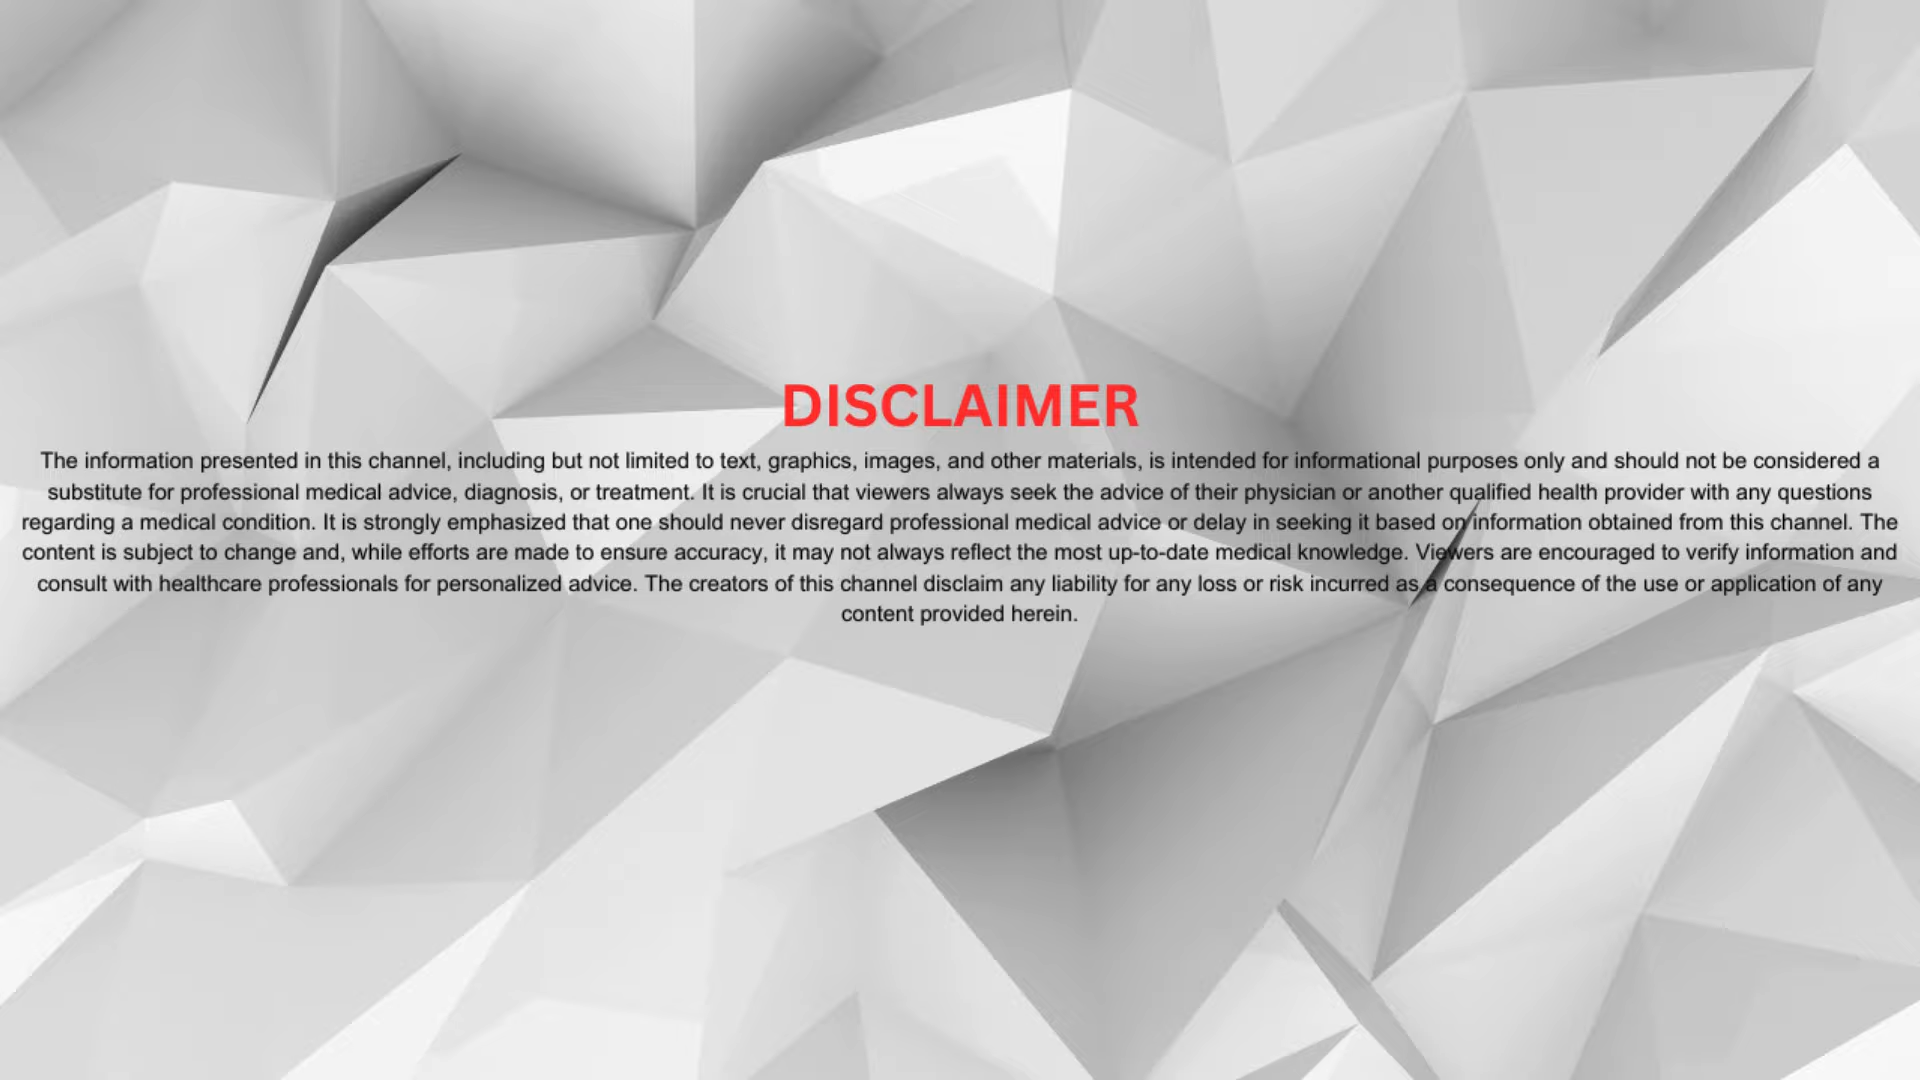 DISCLAIMER
The information presented in this channel, including but not limited to text, graphics, images, and other materials, is intended for informational purposes only and should not be considered a
substitute for professional medical advice, diagnosis, or treatment. It is crucial that viewers always seek the advice of their physician or another qualified health provider with any questions
regarding a medical condition. It is strongly emphasized that one should never disregard professional medical advice or delay in seeking it based on information obtained from this channel. The
content is subject to change and, while efforts are made to ensure accuracy, it may not always reflect the most up-to-date medical knowledge. Viewers are encouraged to verify information and
consult with healthcare professionals for personalized advice. The creators of this channel disclaim any liability for any loss or risk incurred as a consequence of the use or application of any
content provided herein.